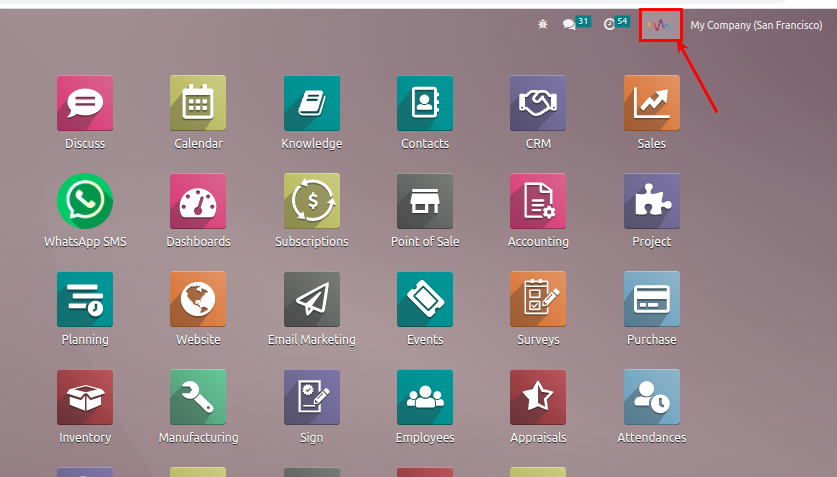 31 54 My Company (San Francisco)
Discuss Calendar Knowledge Contacts CRM Sales
WhatsApp SMS Dashboards Subscriptions Point of Sale Accounting Project
Planning Website Email Marketing Events Surveys Purchase
Inventory Manufacturing Sign Employees Appraisals Attendances